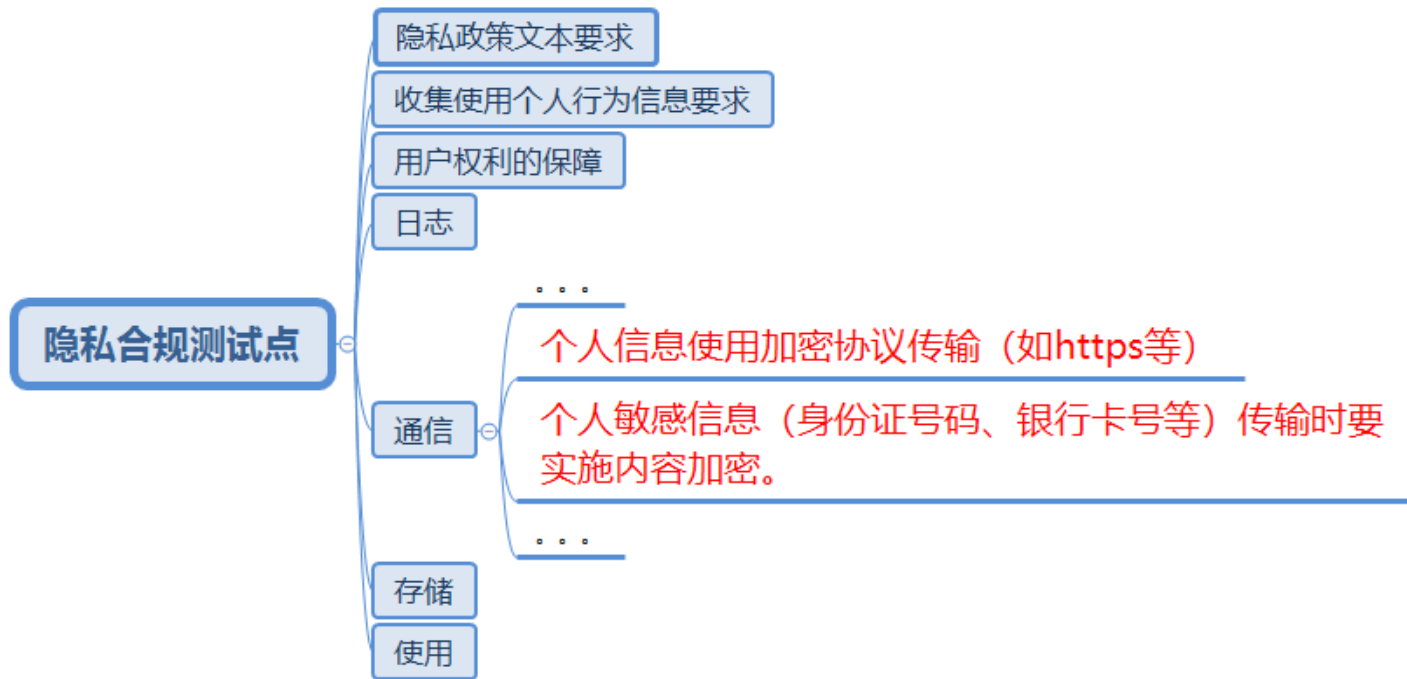 隐私政策文本要求
收集使用个人行为信息要求
用户权利的保障
日志
。。。
隐私合规测试点
个人信息使用加密协议传输（如https等）
通信
个人敏感信息（身份证号码、银行卡号等）传输时要
实施内容加密。
。。。
存储
使用